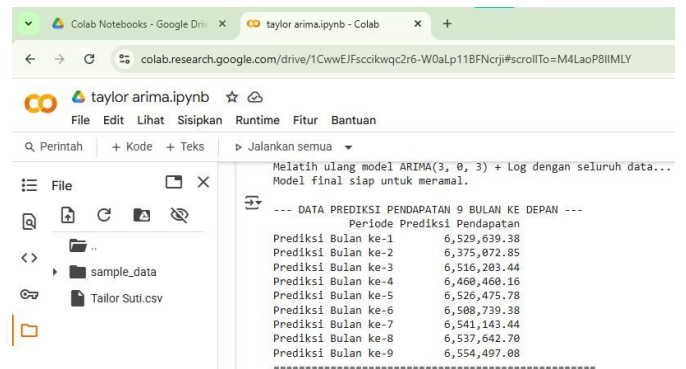 Colab Notebooks - Google Driv
taylor arima.ipynb - Colab
colab.research.google.com/drive/1CwwEJFsccikwqc2r6-W0aLp11BFNcrji#scrollTo=M4LaoP8lIMLY
taylor arima.ipynb
File Edit Lihat Sisipkan Runtime Fitur Bantuan
Perintah + Kode + Teks Jalankan semua
File
..
sample_data
Tailor Suti.csv
Melatih ulang model ARIMA(3, 0, 3) + Log dengan seluruh data...
Model final siap untuk meramal.
--- DATA PREDIKSI PENDAPATAN 9 BULAN KE DEPAN ---
Periode Prediksi Pendapatan
Prediksi Bulan ke-1 6,529,639.38
Prediksi Bulan ke-2 6,375,072.85
Prediksi Bulan ke-3 6,516,203.44
Prediksi Bulan ke-4 6,460,460.16
Prediksi Bulan ke-5 6,526,475.78
Prediksi Bulan ke-6 6,508,739.38
Prediksi Bulan ke-7 6,541,143.44
Prediksi Bulan ke-8 6,537,642.70
Prediksi Bulan ke-9 6,554,497.08
====================================================